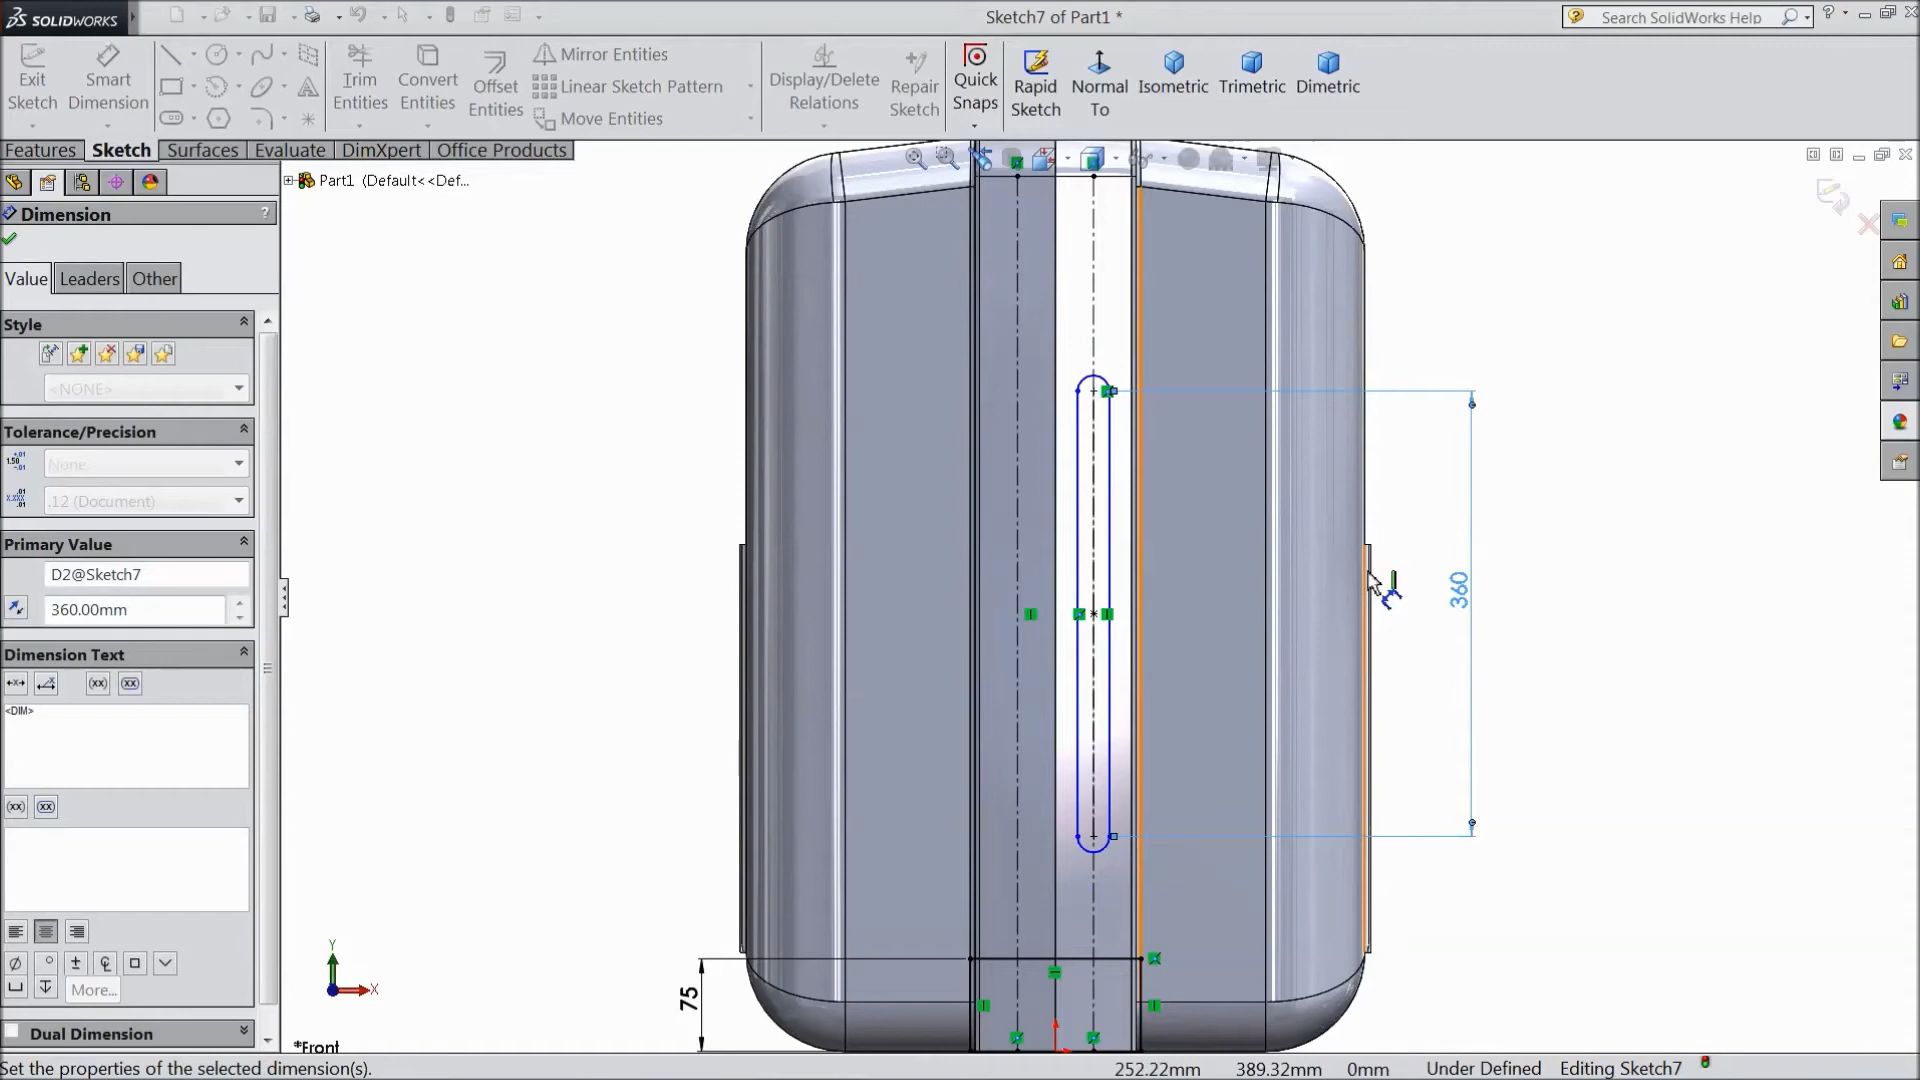 SOLIDWORKS
Sketch7 of Part1 *
Search SolidWorks Help
Exit Sketch
Smart Dimension
Trim Entities
Convert Entities
Offset Entities
Mirror Entities
Linear Sketch Pattern
Move Entities
Display/Delete Relations
Repair Sketch
Quick Snaps
Rapid Sketch
Normal To
Isometric
Trimetric
Dimetric
Features
Sketch
Surfaces
Evaluate
DimXpert
Office Products
Part1 (Default<<Def...
Dimension
?
Value
Leaders
Other
Style
<NONE>
Tolerance/Precision
None
.12 (Document)
Primary Value
D2@Sketch7
360.00mm
Dimension Text
(xx)
(xx)
<DIM>
(xx)
(xx)
More...
Dual Dimension
360
75
Y
X
*Front
Set the properties of the selected dimension(s).
252.22mm
389.32mm
0mm
Under Defined
Editing Sketch7